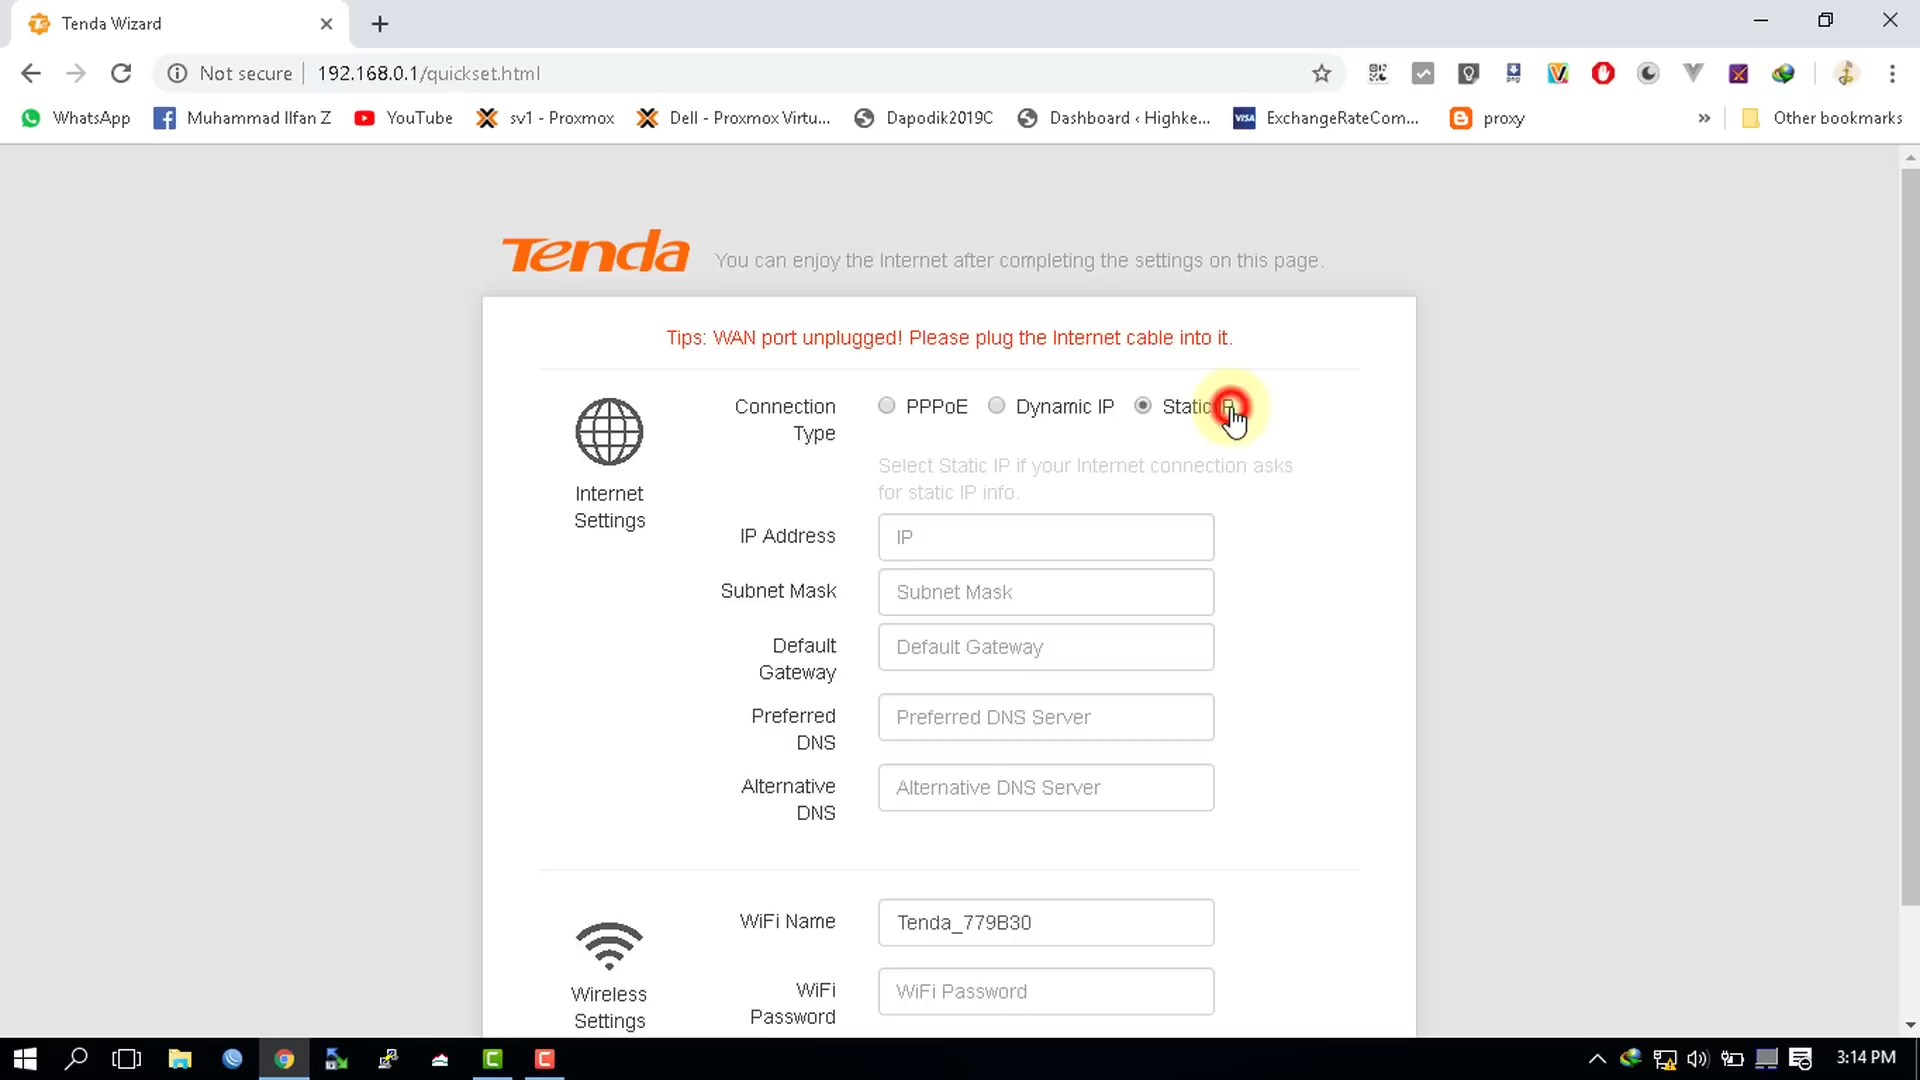 Tenda Wizard
Not secure
192.168.0.1/quickset.html
WhatsApp
Muhammad Ilfan Z
YouTube
sv1 - Proxmox
Dell - Proxmox Virtu...
Dapodik2019C
Dashboard ‹ Highke...
VISA
ExchangeRateCom...
proxy
»
Other bookmarks
Tenda
You can enjoy the Internet after completing the settings on this page.
Tips: WAN port unplugged! Please plug the Internet cable into it.
Internet
Settings
Connection
Type
PPPoE
Dynamic IP
Static IP
Select Static IP if your Internet connection asks
for static IP info.
IP Address
IP
Subnet Mask
Subnet Mask
Default
Gateway
Default Gateway
Preferred
DNS
Preferred DNS Server
Alternative
DNS
Alternative DNS Server
Wireless
Settings
WiFi Name
Tenda_779B30
WiFi
Password
WiFi Password
3:14 PM